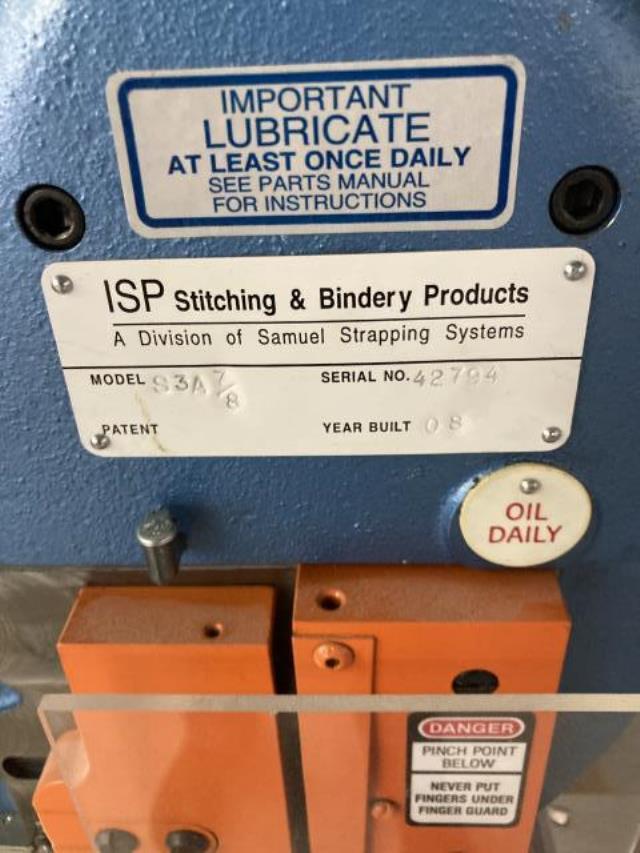 IMPORTANT
LUBRICATE
AT LEAST ONCE DAILY
SEE PARTS MANUAL
FOR INSTRUCTIONS
ISP Stitching & Bindery Products
A Division of Samuel Strapping Systems
MODEL S3A 7/8 SERIAL NO. 42794
PATENT YEAR BUILT 08
OIL
DAILY
DANGER
PINCH POINT
BELOW
NEVER PUT
FINGERS UNDER
FINGER GUARD